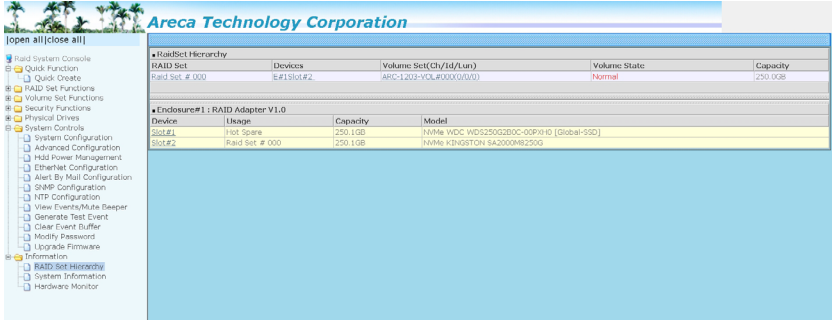 Areca Technology Corporation
|open all|close all|
Raid System Console
Quick Function
Quick Create
RAID Set Functions
Volume Set Functions
Security Functions
Physical Drives
System Controls
System Configuration
Advanced Configuration
Hdd Power Management
EtherNet Configuration
Alert By Mail Configuration
SNMP Configuration
NTP Configuration
View Events/Mute Beeper
Generate Test Event
Clear Event Buffer
Modify Password
Upgrade Firmware
Information
RAID Set Hierarchy
System Information
Hardware Monitor
RaidSet Hierarchy
RAID Set Devices Volume Set(Ch/Id/Lun) Volume State Capacity
Raid Set # 000 E#1Slot#2 ARC-1203-VOL#000(0/0/0) Normal 250.0GB
Enclosure#1 : RAID Adapter V1.0
Device Usage Capacity Model
Slot#1 Hot Spare 250.1GB NVMe WDC WDS250G2B0C-00PXH0 [Global-SSD]
Slot#2 Raid Set # 000 250.1GB NVMe KINGSTON SA2000M8250G